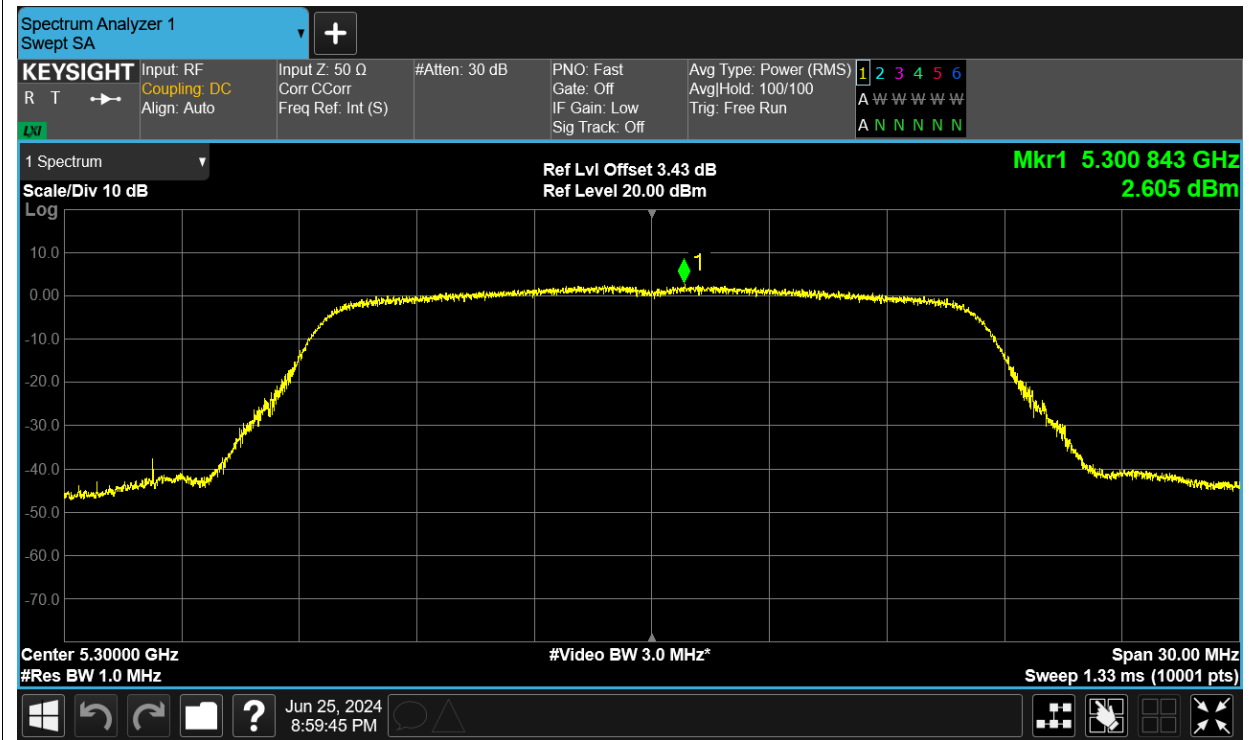 Spectrum Analyzer 1
Swept SA
KEYSIGHT
R T
LXI
Input: RF
Coupling: DC
Align: Auto
Input Z: 50 Ω
Corr CCorr
Freq Ref: Int (S)
#Atten: 30 dB
PNO: Fast
Gate: Off
IF Gain: Low
Sig Track: Off
Avg Type: Power (RMS)
Avg|Hold: 100/100
Trig: Free Run
1 2 3 4 5 6
A W W W W W
A N N N N N
1 Spectrum
Scale/Div 10 dB
Ref Lvl Offset 3.43 dB
Ref Level 20.00 dBm
Mkr1 5.300 843 GHz
2.605 dBm
Log
10.0
0.00
-10.0
-20.0
-30.0
-40.0
-50.0
-60.0
-70.0
1
Center 5.30000 GHz
#Res BW 1.0 MHz
#Video BW 3.0 MHz*
Span 30.00 MHz
Sweep 1.33 ms (10001 pts)
?
Jun 25, 2024
8:59:45 PM